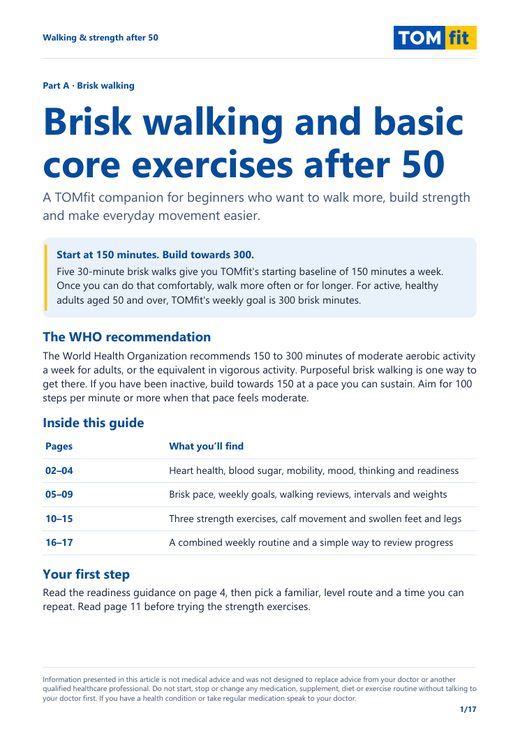 Walking & strength after 50
TOM fit
Part A · Brisk walking
Brisk walking and basic
core exercises after 50
A TOMfit companion for beginners who want to walk more, build strength
and make everyday movement easier.
Start at 150 minutes. Build towards 300.
Five 30-minute brisk walks give you TOMfit's starting baseline of 150 minutes a week.
Once you can do that comfortably, walk more often or for longer. For active, healthy
adults aged 50 and over, TOMfit's weekly goal is 300 brisk minutes.
The WHO recommendation
The World Health Organization recommends 150 to 300 minutes of moderate aerobic activity
a week for adults, or the equivalent in vigorous activity. Purposeful brisk walking is one way to
get there. If you have been inactive, build towards 150 at a pace you can sustain. Aim for 100
steps per minute or more when that pace feels moderate.
Inside this guide
Pages What you'll find
02–04 Heart health, blood sugar, mobility, mood, thinking and readiness
05–09 Brisk pace, weekly goals, walking reviews, intervals and weights
10–15 Three strength exercises, calf movement and swollen feet and legs
16–17 A combined weekly routine and a simple way to review progress
Your first step
Read the readiness guidance on page 4, then pick a familiar, level route and a time you can
repeat. Read page 11 before trying the strength exercises.
Information presented in this article is not medical advice and was not designed to replace advice from your doctor or another
qualified healthcare professional. Do not start, stop or change any medication, supplement, diet or exercise routine without talking to
your doctor first. If you have a health condition or take regular medication speak to your doctor.
1/17